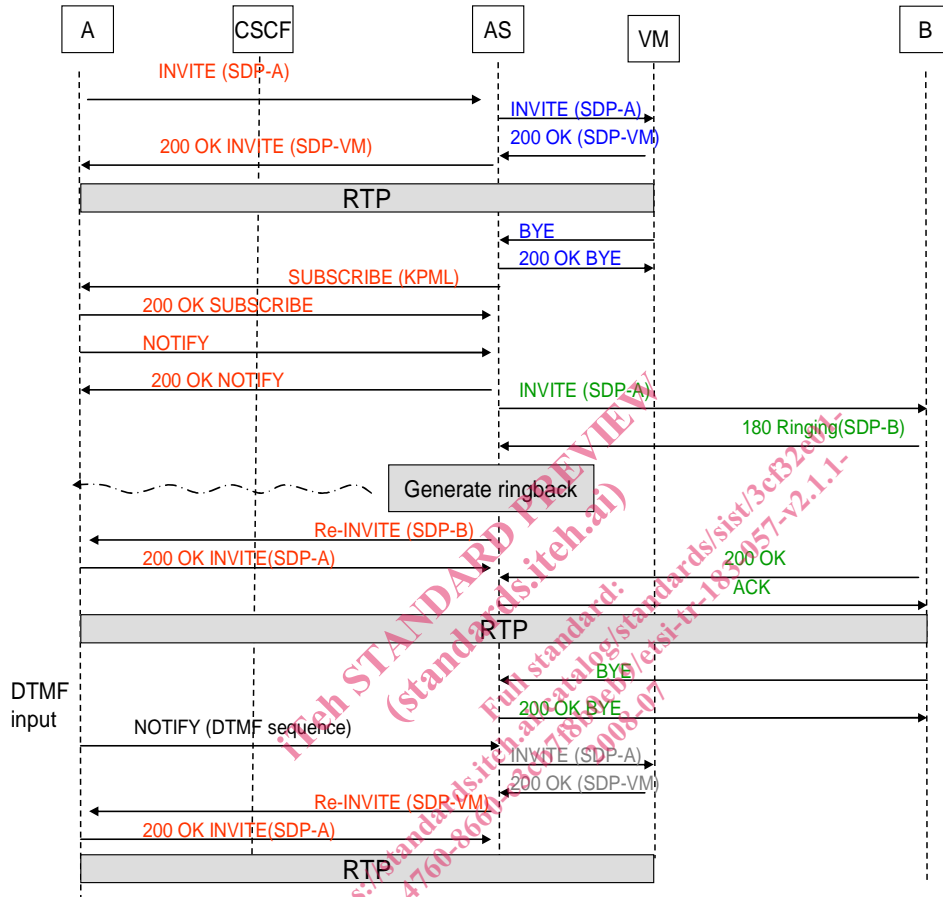 A
CSCF
AS
VM
B
INVITE (SDP-A)
INVITE (SDP-A)
200 OK (SDP-VM)
200 OK INVITE (SDP-VM)
RTP
BYE
200 OK BYE
SUBSCRIBE (KPML)
200 OK SUBSCRIBE
NOTIFY
200 OK NOTIFY
INVITE (SDP-A)
180 Ringing(SDP-B)
Generate ringback
Re-INVITE (SDP-B)
200 OK INVITE(SDP-A)
200 OK
ACK
RTP
BYE
DTMF
input
200 OK BYE
NOTIFY (DTMF sequence)
INVITE (SDP-A)
200 OK (SDP-VM)
Re-INVITE (SDP-VM)
200 OK INVITE(SDP-A)
RTP
iTeh STANDARD PREVIEW
(standards.iteh.ai)
Full standard:
2008-07